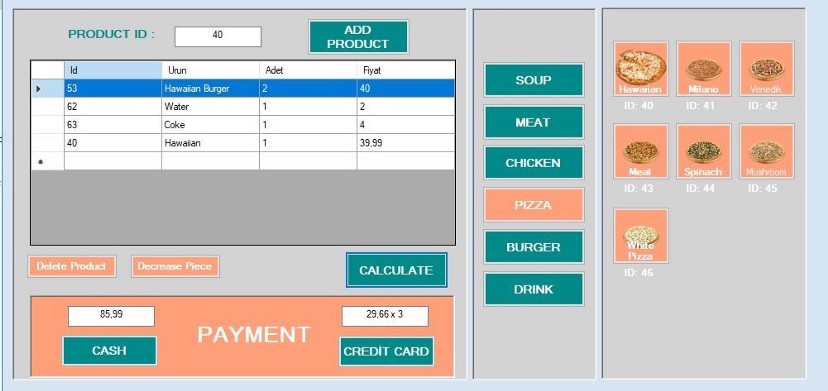 PRODUCT ID :
40
ADD
PRODUCT
Id Urun Adet Fiyat
53 Hawaiian Burger 2 40
62 Water 1 2
63 Coke 1 4
40 Hawaiian 1 39,99
Delete Product
Decrease Piece
CALCULATE
85,99
PAYMENT
29,66 x 3
CASH
CREDİT CARD
SOUP
MEAT
CHICKEN
PIZZA
BURGER
DRINK
Hawaiian Milano Venedik
ID: 40 ID: 41 ID: 42
Meat Spinach Mushroom
ID: 43 ID: 44 ID: 45
White
Pizza
ID: 46